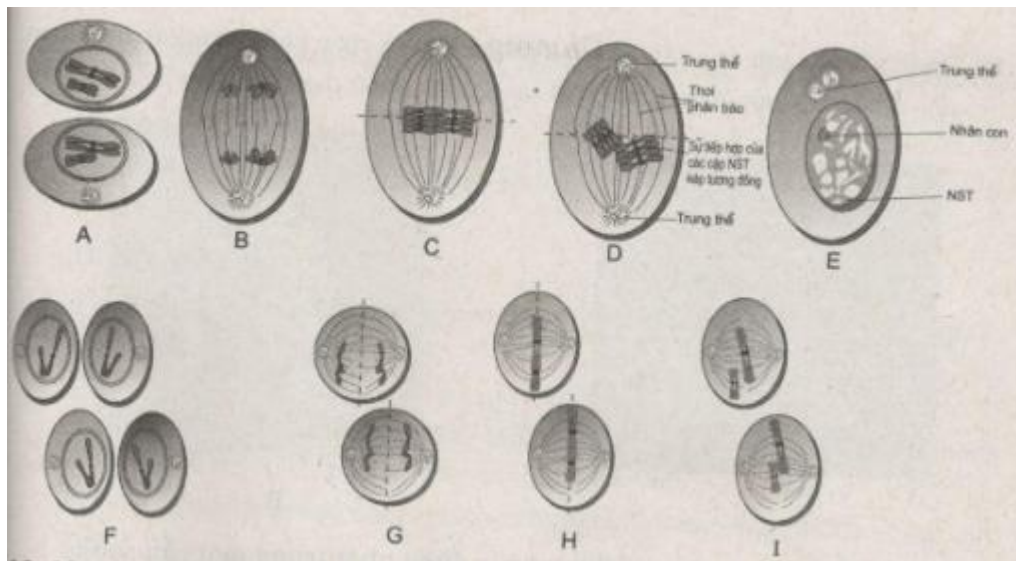 Trung thể
Thoi
phân bào
Sự tiếp hợp của
các cặp NST
kép tương đồng
Trung thể
Trung thể
Nhân con
NST
A
B
C
D
E
F
G
H
I